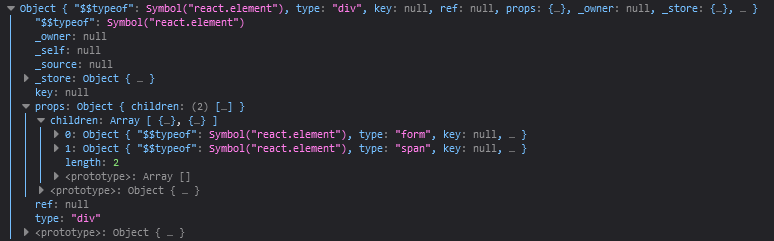 Object { "$$typeof": Symbol("react.element"), type: "div", key: null, ref: null, props: {…}, _owner: null, _store: {…}, … }
"$$typeof": Symbol("react.element")
_owner: null
_self: null
_source: null
_store: Object { … }
key: null
props: Object { children: (2) […] }
children: Array [ {…}, {…} ]
0: Object { "$$typeof": Symbol("react.element"), type: "form", key: null, … }
1: Object { "$$typeof": Symbol("react.element"), type: "span", key: null, … }
length: 2
<prototype>: Array []
<prototype>: Object { … }
ref: null
type: "div"
<prototype>: Object { … }